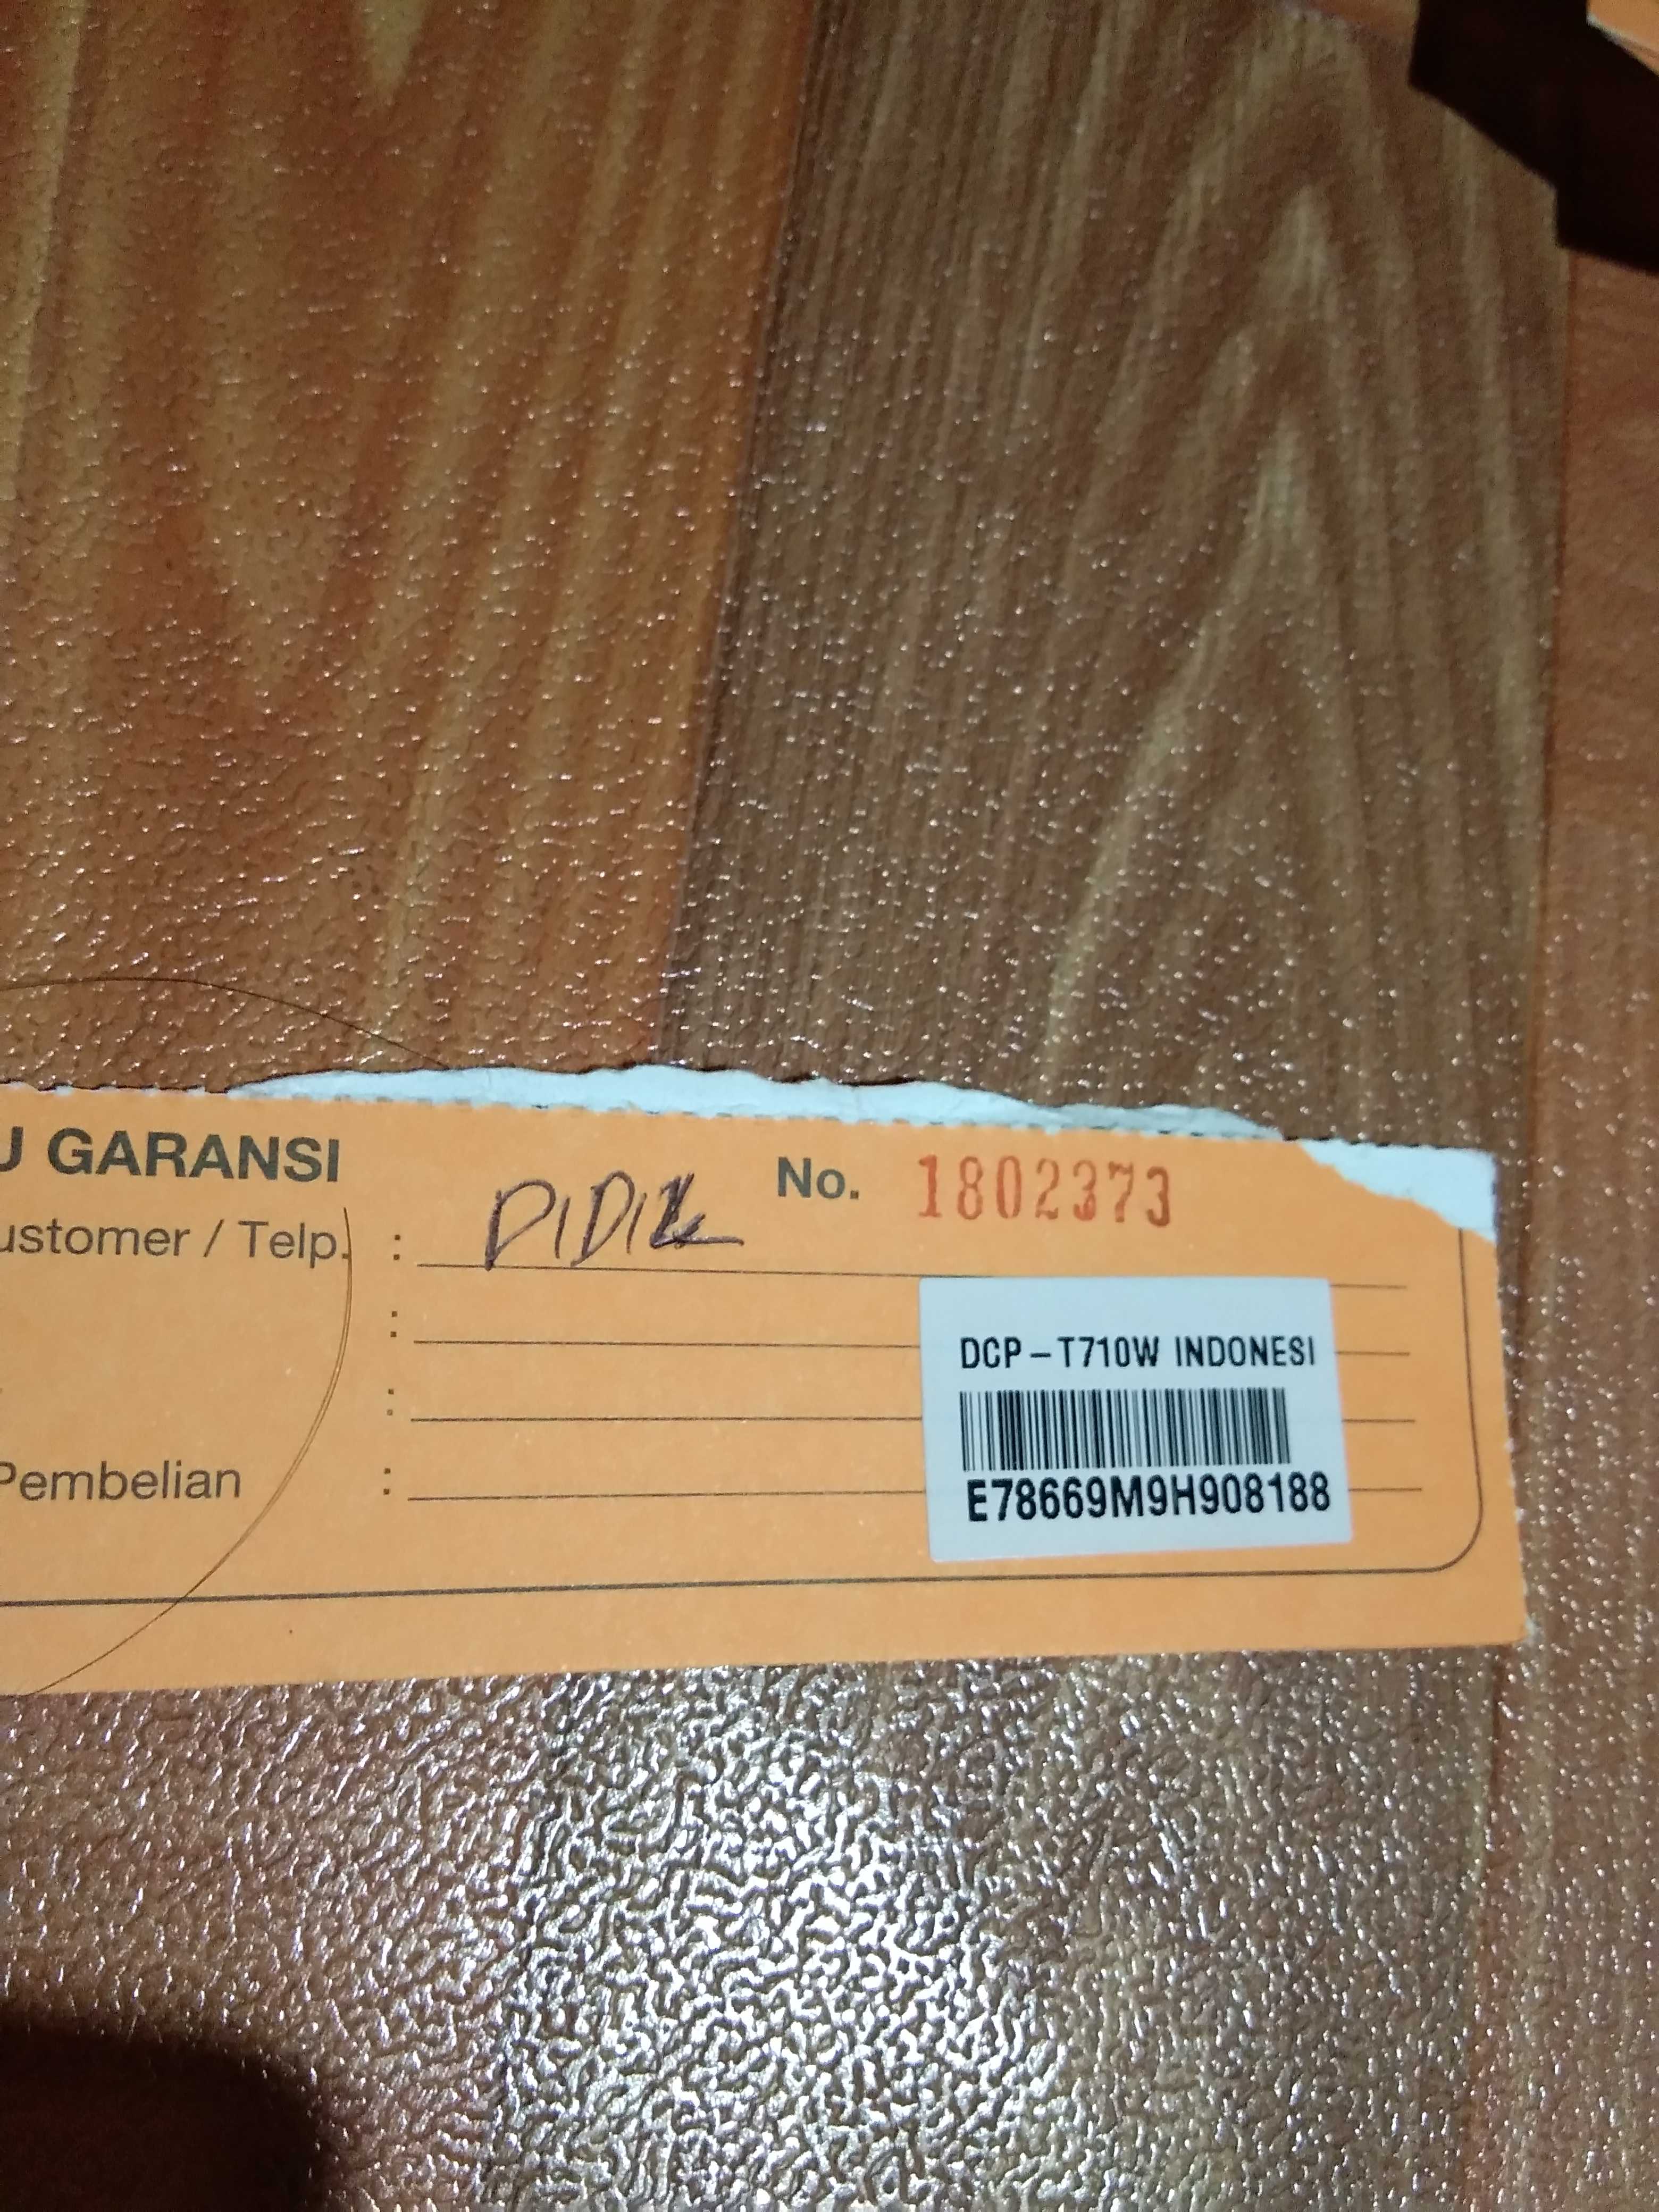 U GARANSI No. 1802373
ustomer / Telp. : DIDIK
:
:
Pembelian :
DCP-T710W INDONESI
E78669M9H908188